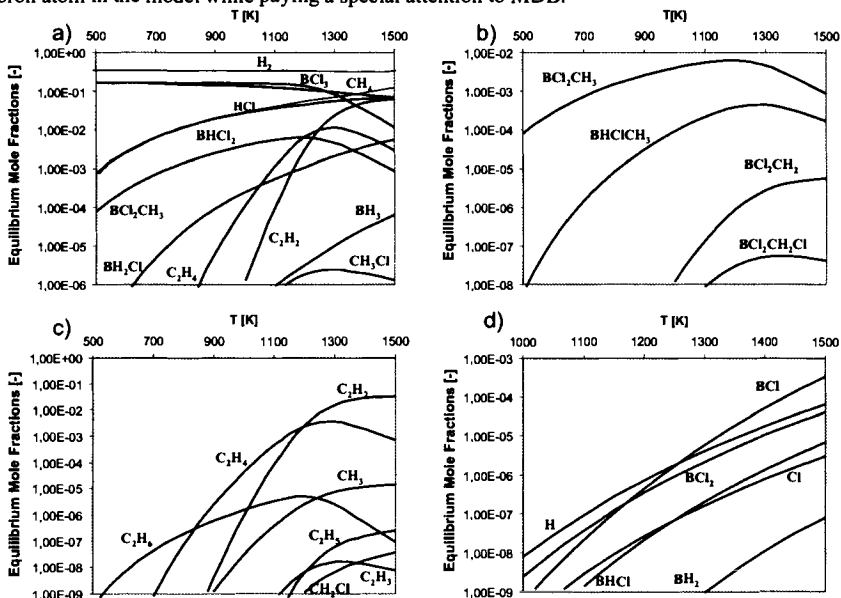 boron atom in the model while paying a special attention to MDB.
T [K]
500 700 900 1100 1300 1500
a)
1,00E+00
1,00E-01
1,00E-02
1,00E-03
1,00E-04
1,00E-05
1,00E-06
Equilibrium Mole Fractions [-]
H₂
BCl₃
CH₄
HCl
BHCl₂
BCl₂CH₃
BH₃
C₂H₂
BH₂Cl
C₂H₄
CH₃Cl
T[K]
500 700 900 1100 1300 1500
b)
1,00E-02
1,00E-03
1,00E-04
1,00E-05
1,00E-06
1,00E-07
1,00E-08
Equilibrium Mole Fractions [-]
BCl₂CH₃
BHClCH₃
BCl₂CH₂
BCl₂CH₂Cl
T [K]
500 700 900 1100 1300 1500
c)
1,00E+00
1,00E-01
1,00E-02
1,00E-03
1,00E-04
1,00E-05
1,00E-06
1,00E-07
1,00E-08
1,00E-09
Equilibrium Mole Fractions [-]
C₂H₂
C₂H₄
CH₃
C₂H₆
C₂H₅
C₂H₃
CH₂Cl
T [K]
1000 1100 1200 1300 1400 1500
d)
1,00E-03
1,00E-04
1,00E-05
1,00E-06
1,00E-07
1,00E-08
1,00E-09
Equilibrium Mole Fractions [-]
BCl
BCl₂
Cl
H
BHCl
BH₂